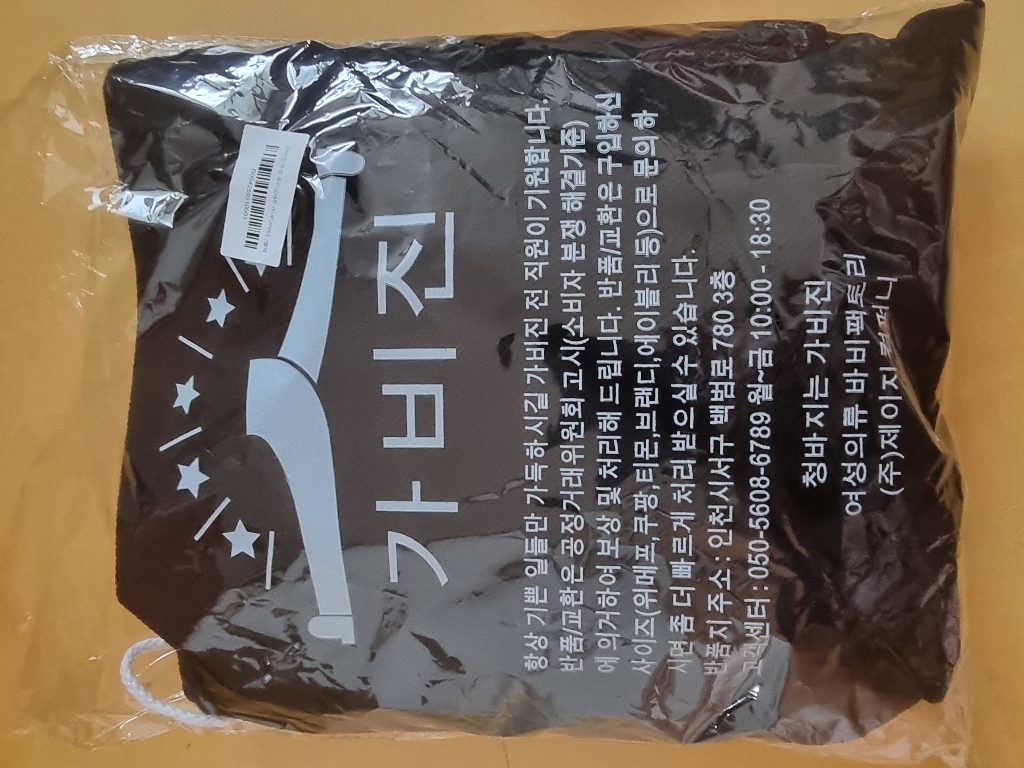 가비진
항상 기쁜 일들만 가득하시길 가비진 전 직원이 기원합니다.
반품/교환은 공정거래위원회 고시(소비자 분쟁 해결기준)
에 의거하여 보상 및 처리해 드립니다. 반품/교환은 구입하신
사이즈(위메프,쿠팡,티몬,브랜디,에이블리 등)으로 문의하
시면 좀 더 빠르게 처리 받으실 수 있습니다.
반품지 주소 : 인천시 서구 백범로 780 3층
고객센터 : 050-5608-6789 월~금 10:00 - 18:30
청바지는 가비진
여성의류 바비팩토리
(주)제이지